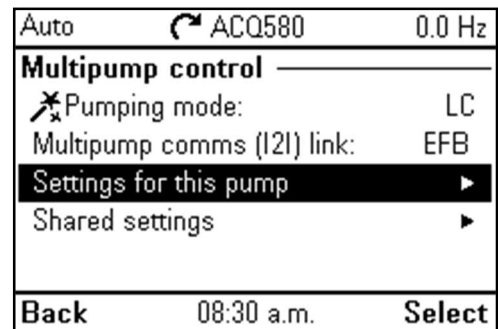 Auto ACQ580 0.0 Hz
Multipump control
Pumping mode: LC
Multipump comms (I2I) link: EFB
Settings for this pump
Shared settings
Back 08:30 a.m. Select